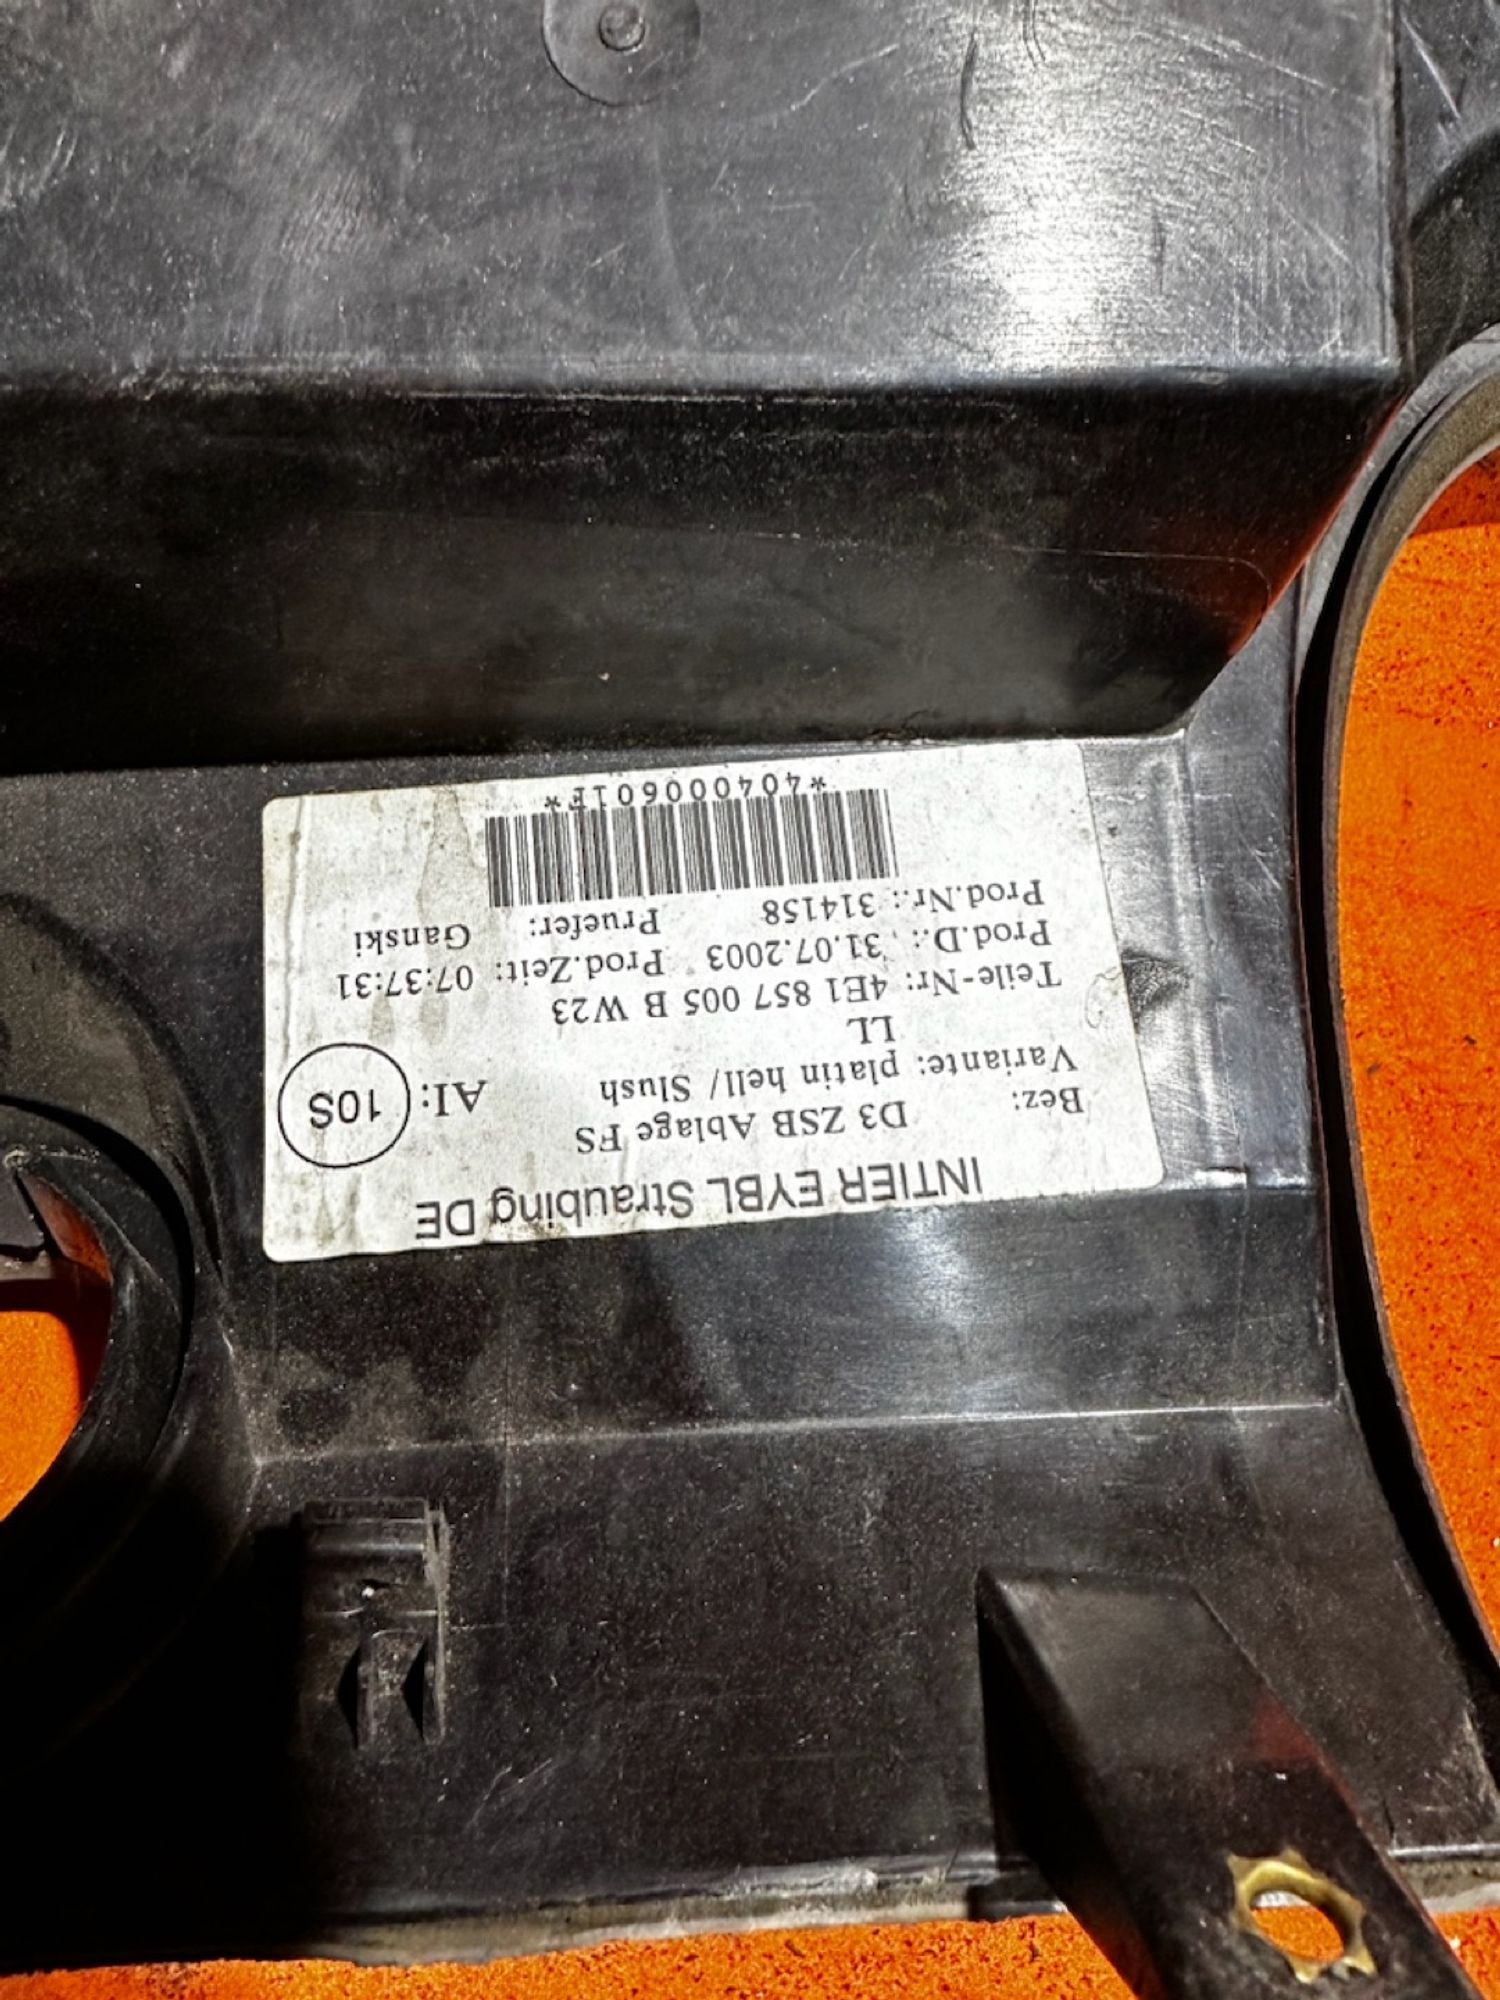 INTIER EYBL Straubing DE
Bez: D3 ZSB Ablage FS
Variante: platin hell/ Slush AI: 10S
LL
Teile-Nr: 4E1 857 005 B W23
Prod.D.: 31.07.2003 Prod.Zeit: 07:37:31
Prod.Nr.: 314158 Pruefer: Ganski
*404000601F*